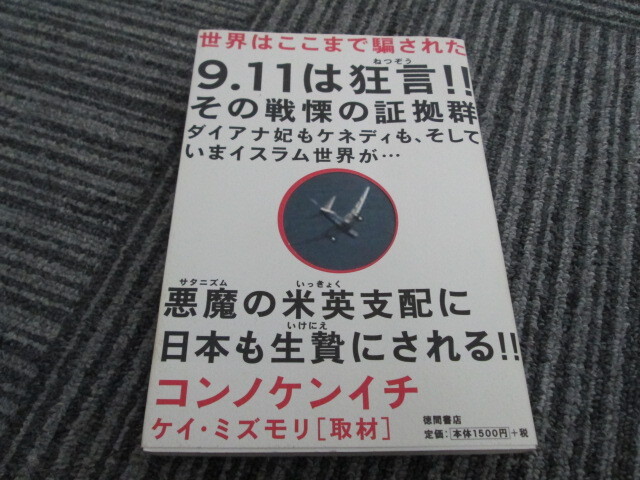 世界はここまで騙された
ねつぞう
9.11は狂言!!
その戦慄の証拠群
ダイアナ妃もケネディも、そして
いまイスラム世界が…
サタニズム いっきょく
悪魔の米英支配に
いけにえ
日本も生贄にされる!!
コンノケンイチ
ケイ・ミズモリ[取材]
徳間書店
定価:本体1500円+税